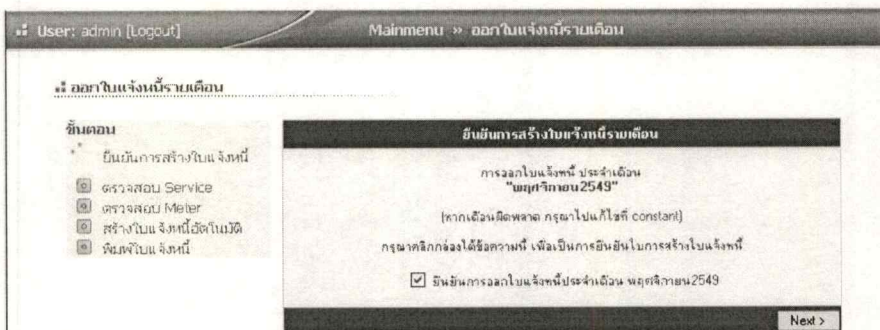 User: admin [Logout]
Mainmenu » ออกใบแจ้งหนี้รายเดือน
ออกใบแจ้งหนี้รายเดือน
ขั้นตอน
ยืนยันการสร้างใบแจ้งหนี้
ตรวจสอบ Service
ตรวจสอบ Meter
สร้างใบแจ้งหนี้อัตโนมัติ
พิมพ์ใบแจ้งหนี้
ยืนยันการสร้างใบแจ้งหนี้รายเดือน
การออกใบแจ้งหนี้ ประจำเดือน
"พฤศจิกายน2549"
(หากเดือนผิดพลาด กรุณาไปแก้ไขที่ constant)
กรุณาคลิกกล่องใต้ข้อความนี้ เพื่อเป็นการยืนยันในการสร้างใบแจ้งหนี้
ยืนยันการออกใบแจ้งหนี้ประจำเดือน พฤศจิกายน2549
Next >